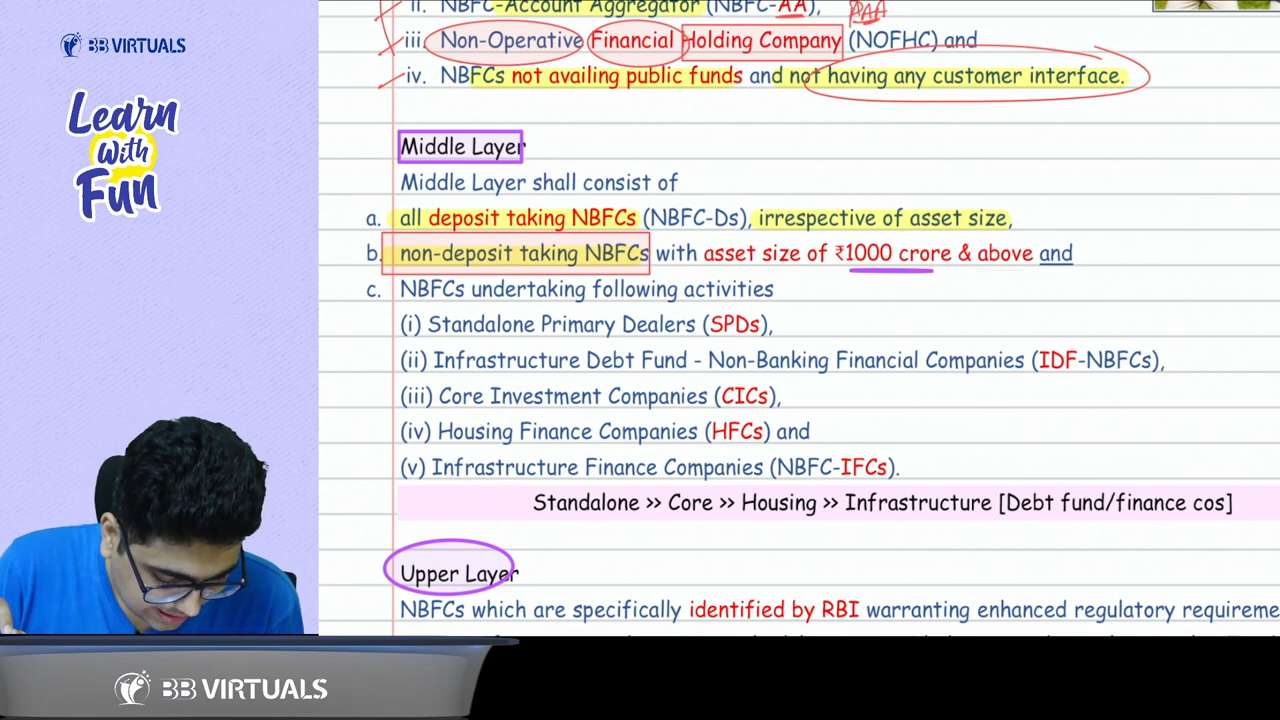 BB VIRTUALS
Learn
With
Fun
ii. NBFC-Account Aggregator (NBFC-AA),
AA
iii. Non-Operative Financial Holding Company (NOFHC) and
iv. NBFCs not availing public funds and not having any customer interface.
Middle Layer
Middle Layer shall consist of
a. all deposit taking NBFCs (NBFC-Ds), irrespective of asset size,
b. non-deposit taking NBFCs with asset size of ₹1000 crore & above and
c. NBFCs undertaking following activities
(i) Standalone Primary Dealers (SPDs),
(ii) Infrastructure Debt Fund - Non-Banking Financial Companies (IDF-NBFCs),
(iii) Core Investment Companies (CICs),
(iv) Housing Finance Companies (HFCs) and
(v) Infrastructure Finance Companies (NBFC-IFCs).
Standalone >> Core >> Housing >> Infrastructure [Debt fund/finance cos]
Upper Layer
NBFCs which are specifically identified by RBI warranting enhanced regulatory requireme
BB VIRTUALS